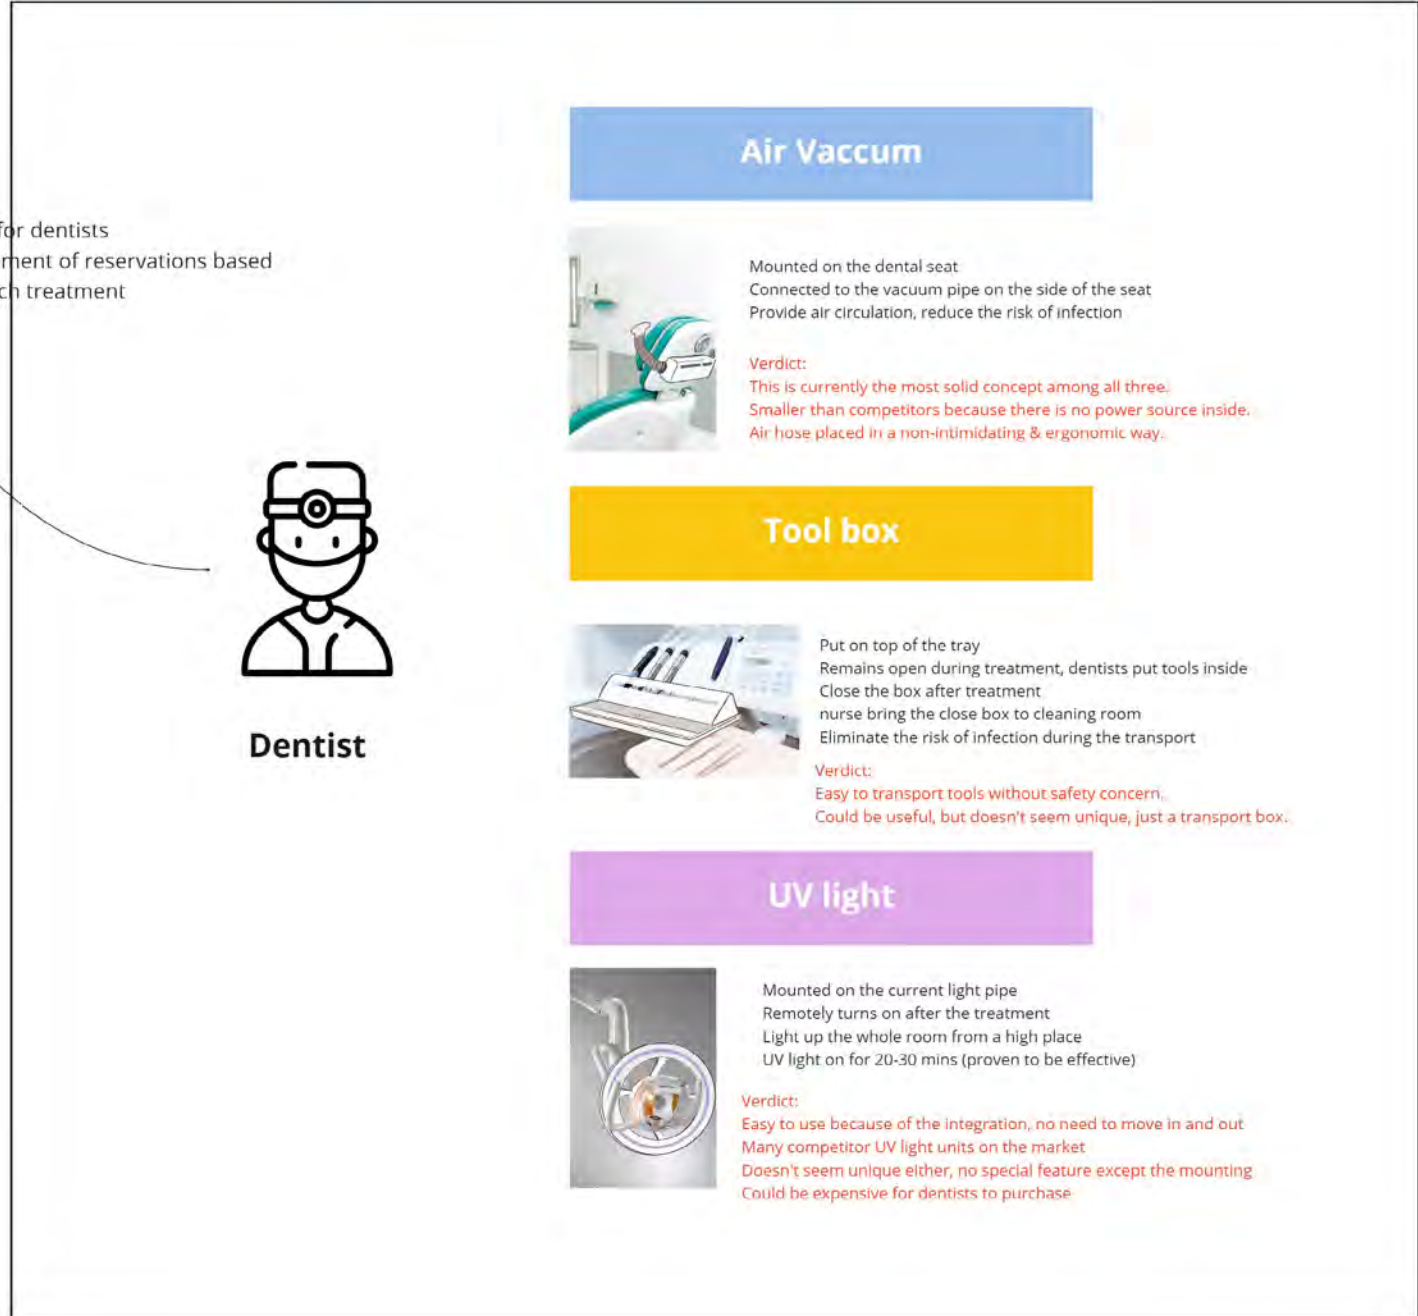 for dentists
ment of reservations based
ch treatment
Dentist
Air Vaccum
Mounted on the dental seat
Connected to the vacuum pipe on the side of the seat
Provide air circulation, reduce the risk of infection
Verdict:
This is currently the most solid concept among all three.
Smaller than competitors because there is no power source inside.
Air hose placed in a non-intimidating & ergonomic way.
Tool box
Put on top of the tray
Remains open during treatment, dentists put tools inside
Close the box after treatment
nurse bring the close box to cleaning room
Eliminate the risk of infection during the transport
Verdict:
Easy to transport tools without safety concern.
Could be useful, but doesn't seem unique, just a transport box.
UV light
Mounted on the current light pipe
Remotely turns on after the treatment
Light up the whole room from a high place
UV light on for 20-30 mins (proven to be effective)
Verdict:
Easy to use because of the integration, no need to move in and out
Many competitor UV light units on the market
Doesn't seem unique either, no special feature except the mounting
Could be expensive for dentists to purchase